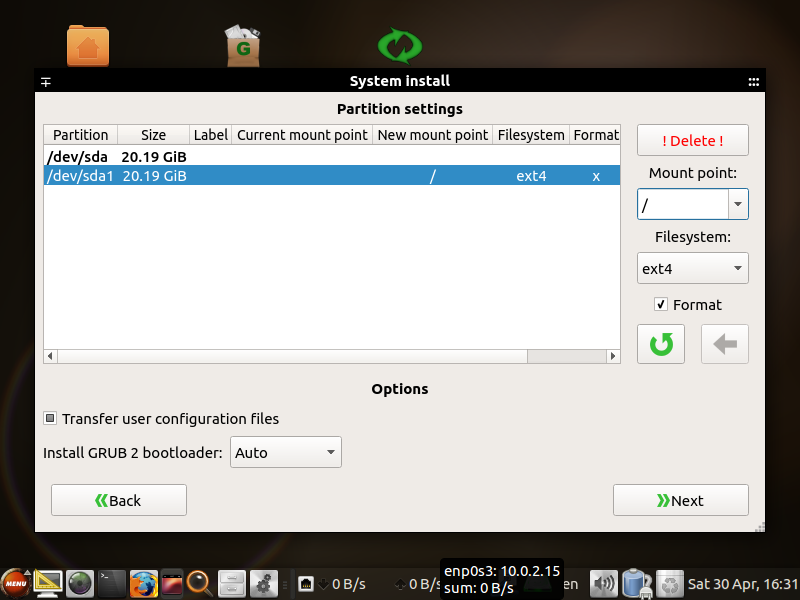 G
System install
Partition settings
Partition Size Label Current mount point New mount point Filesystem Format
/dev/sda 20.19 GiB
/dev/sda1 20.19 GiB / ext4 x
! Delete !
Mount point:
/
Filesystem:
ext4
Format
Options
Transfer user configuration files
Install GRUB 2 bootloader: Auto
Back
Next
MENU
0 B/s
0 B/s
enp0s3: 10.0.2.15
sum: 0 B/s
en
Sat 30 Apr, 16:31